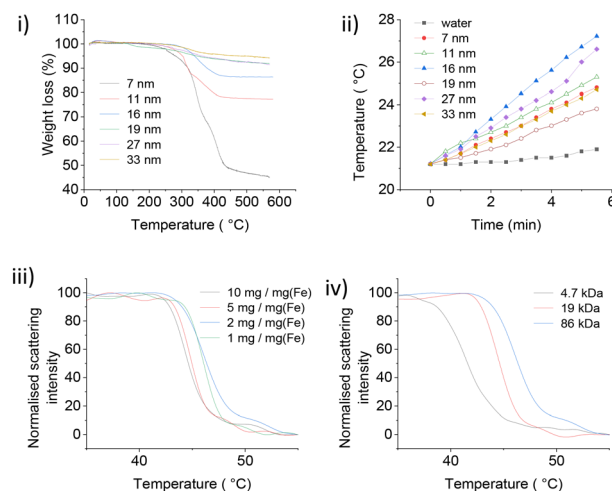 i)
100
90
80
70
60
50
40
Weight loss (%)
7 nm
11 nm
16 nm
19 nm
27 nm
33 nm
0 100 200 300 400 500 600
Temperature ( °C)
ii)
28
26
24
22
20
Temperature ( °C)
water
7 nm
11 nm
16 nm
19 nm
27 nm
33 nm
0 2 4 6
Time (min)
iii)
100
80
60
40
20
0
Normalised scattering
intensity
10 mg / mg(Fe)
5 mg / mg(Fe)
2 mg / mg(Fe)
1 mg / mg(Fe)
40 50
Temperature ( °C)
iv)
100
80
60
40
20
0
Normalised scattering
intensity
4.7 kDa
19 kDa
86 kDa
40 50
Temperature ( °C)